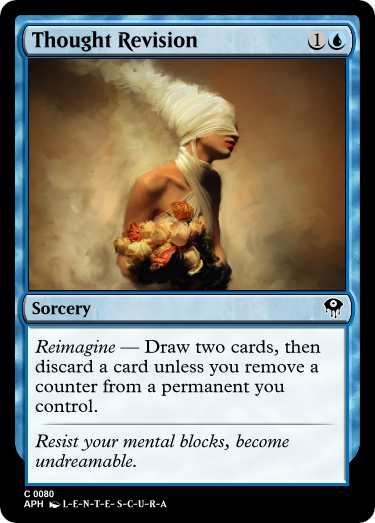 Thought Revision 1
Sorcery
Reimagine — Draw two cards, then
discard a card unless you remove a
counter from a permanent you
control.
Resist your mental blocks, become
undreamable.
C 0080
APH L-E-N-T-E-S-C-U-R-A